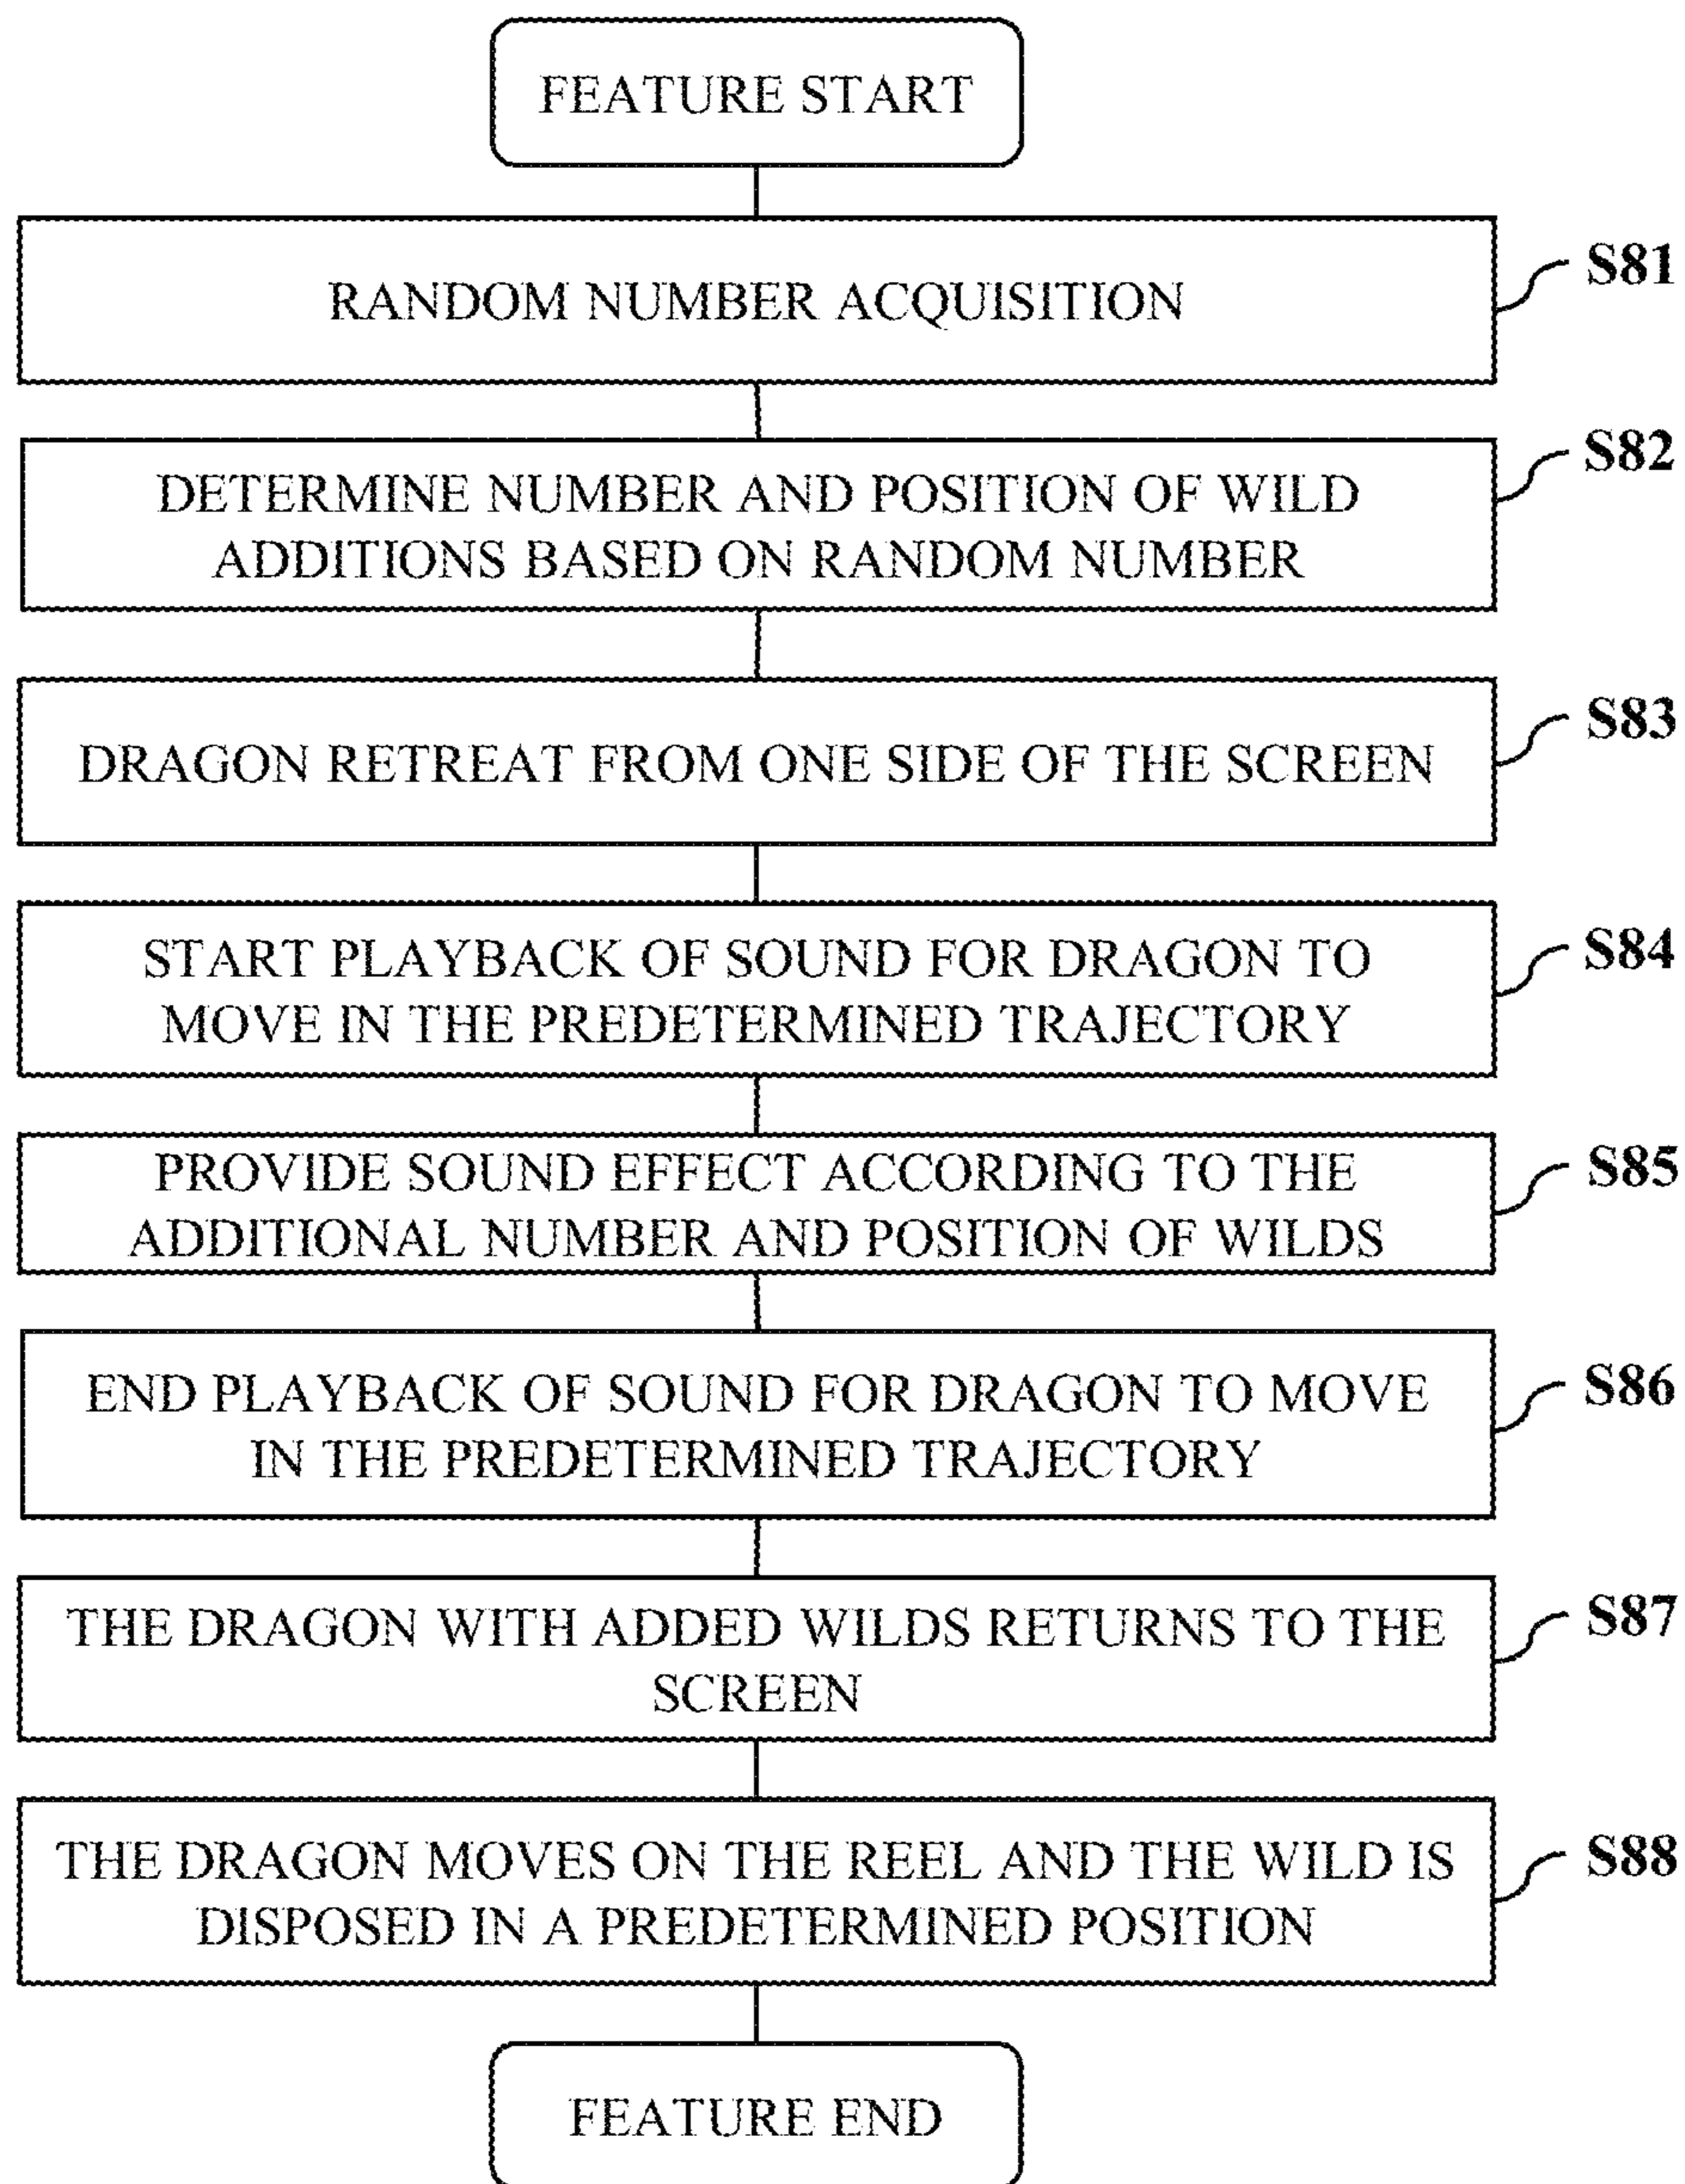 FEATURE START
RANDOM NUMBER ACQUISITION
S81
DETERMINE NUMBER AND POSITION OF WILD
ADDITIONS BASED ON RANDOM NUMBER
S82
DRAGON RETREAT FROM ONE SIDE OF THE SCREEN
S83
START PLAYBACK OF SOUND FOR DRAGON TO
MOVE IN THE PREDETERMINED TRAJECTORY
S84
PROVIDE SOUND EFFECT ACCORDING TO THE
ADDITIONAL NUMBER AND POSITION OF WILDS
S85
END PLAYBACK OF SOUND FOR DRAGON TO MOVE
IN THE PREDETERMINED TRAJECTORY
S86
THE DRAGON WITH ADDED WILDS RETURNS TO THE
SCREEN
S87
THE DRAGON MOVES ON THE REEL AND THE WILD IS
DISPOSED IN A PREDETERMINED POSITION
S88
FEATURE END